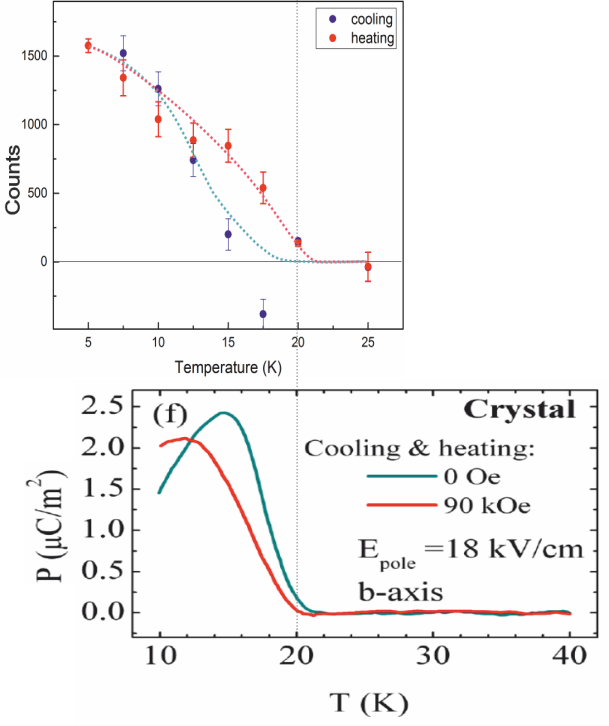 cooling
heating
1500
1000
500
0
Counts
5
10
15
20
25
Temperature (K)
(f)
Crystal
Cooling & heating:
0 Oe
90 kOe
E_pole =18 kV/cm
b-axis
2.5
2.0
1.5
1.0
0.5
0.0
P (μC/m²)
10
20
30
40
T (K)